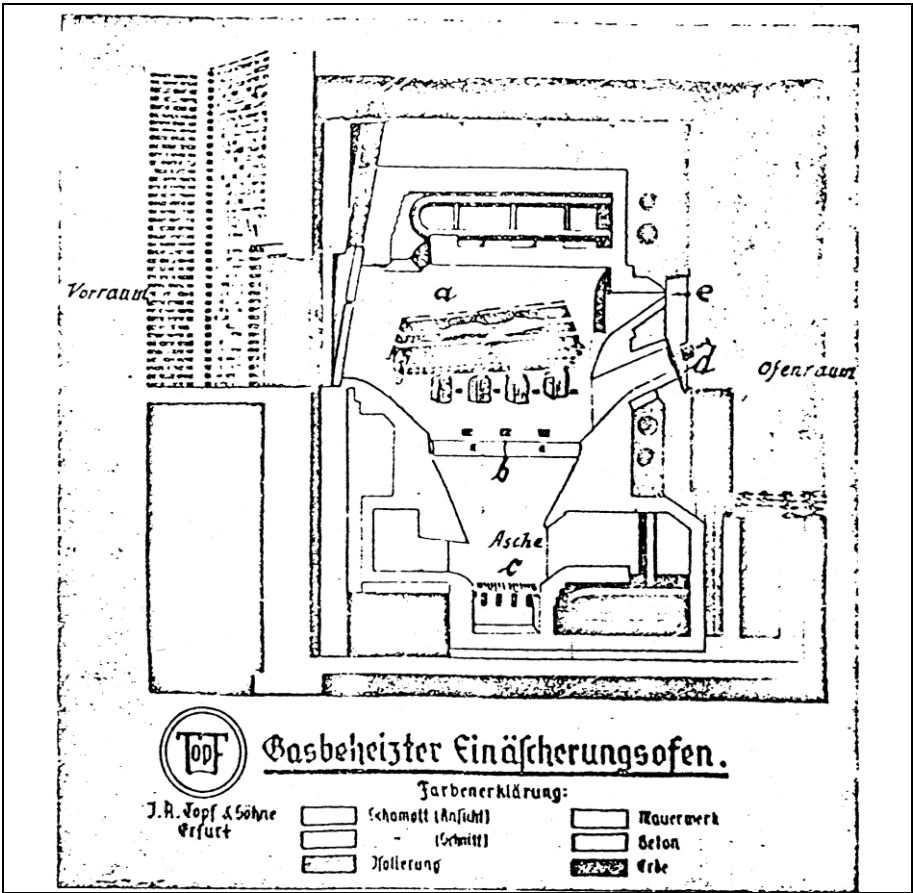 Vorraum
a
e
d
Ofenraum
b
Asche
c
TOPF
J.A. Topf & Söhne
Erfurt
Gasbeheizter Einäscherungsofen.
Farbenerklärung:
Schamott (Ansicht)
- (Schnitt)
Isolierung
Mauerwerk
Beton
Erde